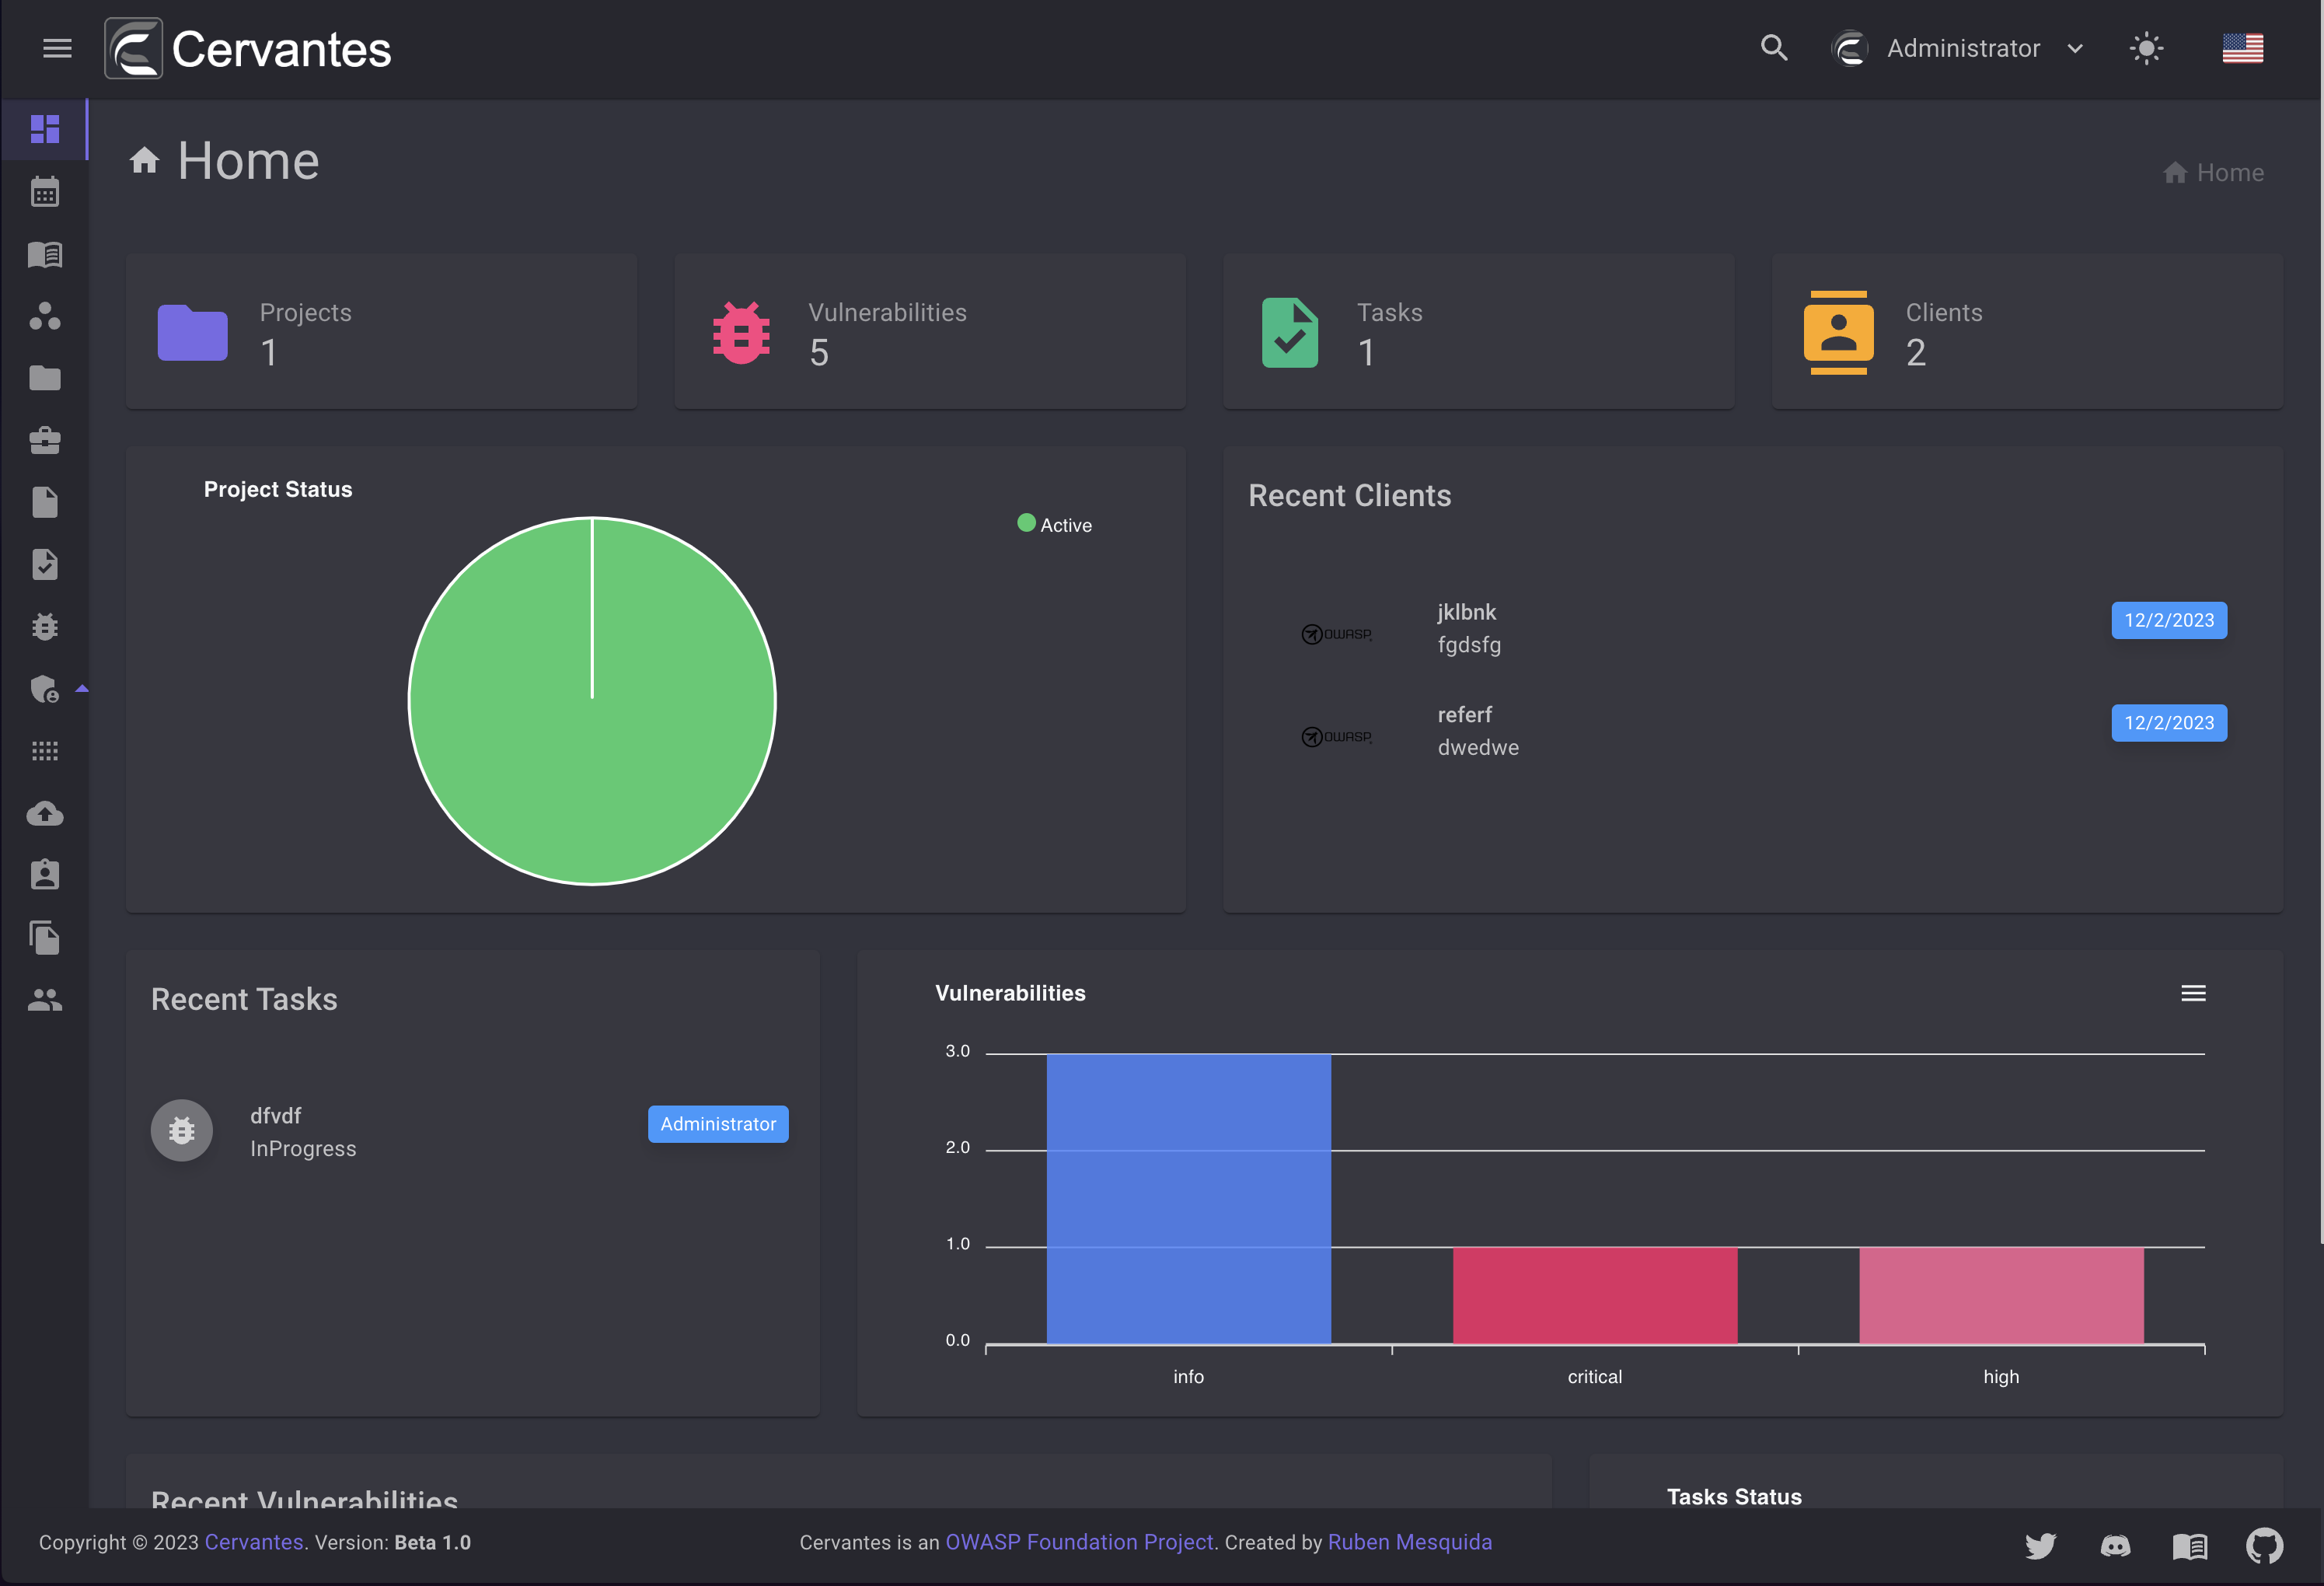 Cervantes
Administrator
Home
Home
Projects
1
Vulnerabilities
5
Tasks
1
Clients
2
Project Status
Active
Recent Clients
OWASP
jklbnk
fgdsfg
12/2/2023
OWASP
referf
dwedwe
12/2/2023
Recent Tasks
dfvdf
InProgress
Administrator
Vulnerabilities
3.0
2.0
1.0
0.0
info
critical
high
Recent Vulnerabilities
Tasks Status
Copyright © 2023 Cervantes. Version: Beta 1.0
Cervantes is an OWASP Foundation Project. Created by Ruben Mesquida